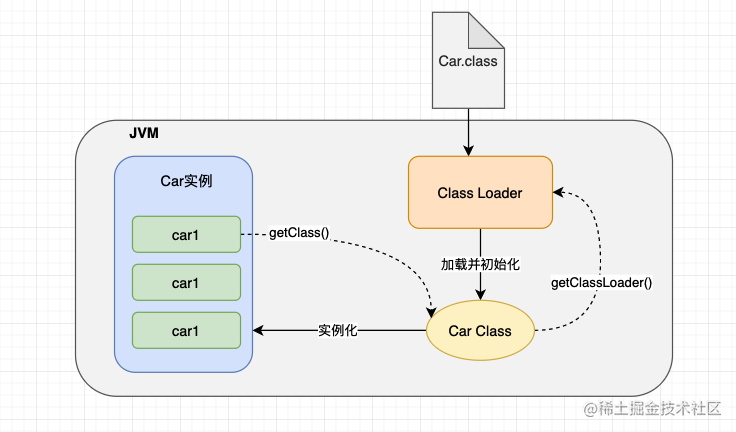 Car.class
JVM
Car实例
Class Loader
car1
getClass()
car1
加载并初始化
getClassLoader()
car1
实例化
Car Class
@稀土掘金技术社区